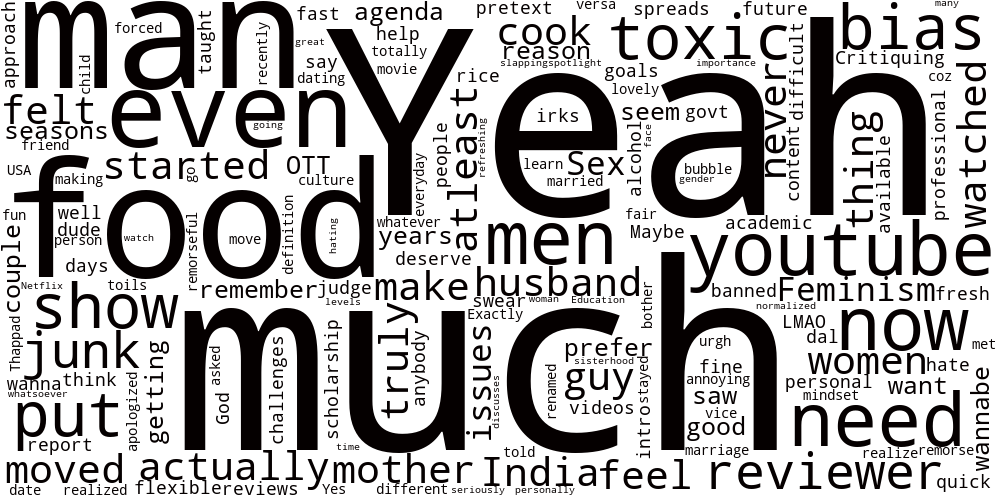 approach
man
forced
child
taught
recently
fast
great
say
dating
agenda
help
totally
movie
pretext
versa
spreads
future
many
cook
reason
slappingspotlight
toxic
importance
bias
Critiquing
coz
felt
seasons
friend
even
going
Yeah
rice
goals
lovely
irks
seem
govt
never
difficult
content
thing
available
professional
watched
USA
making
started
go
OTT
culture
everyday
people
atleast
refreshing
learn
Sex
married
alcohol
face
bubble
gender
food
fun
well
dude
person
watch
days
toils
remorseful
move
definition
hating
whatever
years
deserve
men
fair
Maybe
academic
youtube
couple
Netflix
show
remember
judge
levels
make
husband
swear
Exactly
woman
Education
bother
banned
Feminism
fresh
normalized
Thappad
junk
much
asked
God
challenges
scholarship
truly
anybody
issues
discusses
prefer
sisterhood
guy
renamed
videos
stayed
intro
urgh
fine
annoying
saw
vice
good
marriage
LMAO
dal
now
met
women
hate
personal
mindset
want
wannabe
wanna
think
whatsoever
put
apologized
getting
report
need
realize
remorse
time
told
moved
actually
mother
India
feel
reviewer
quick
date
realized
flexible
reviews
Yes
different
seriously
personally